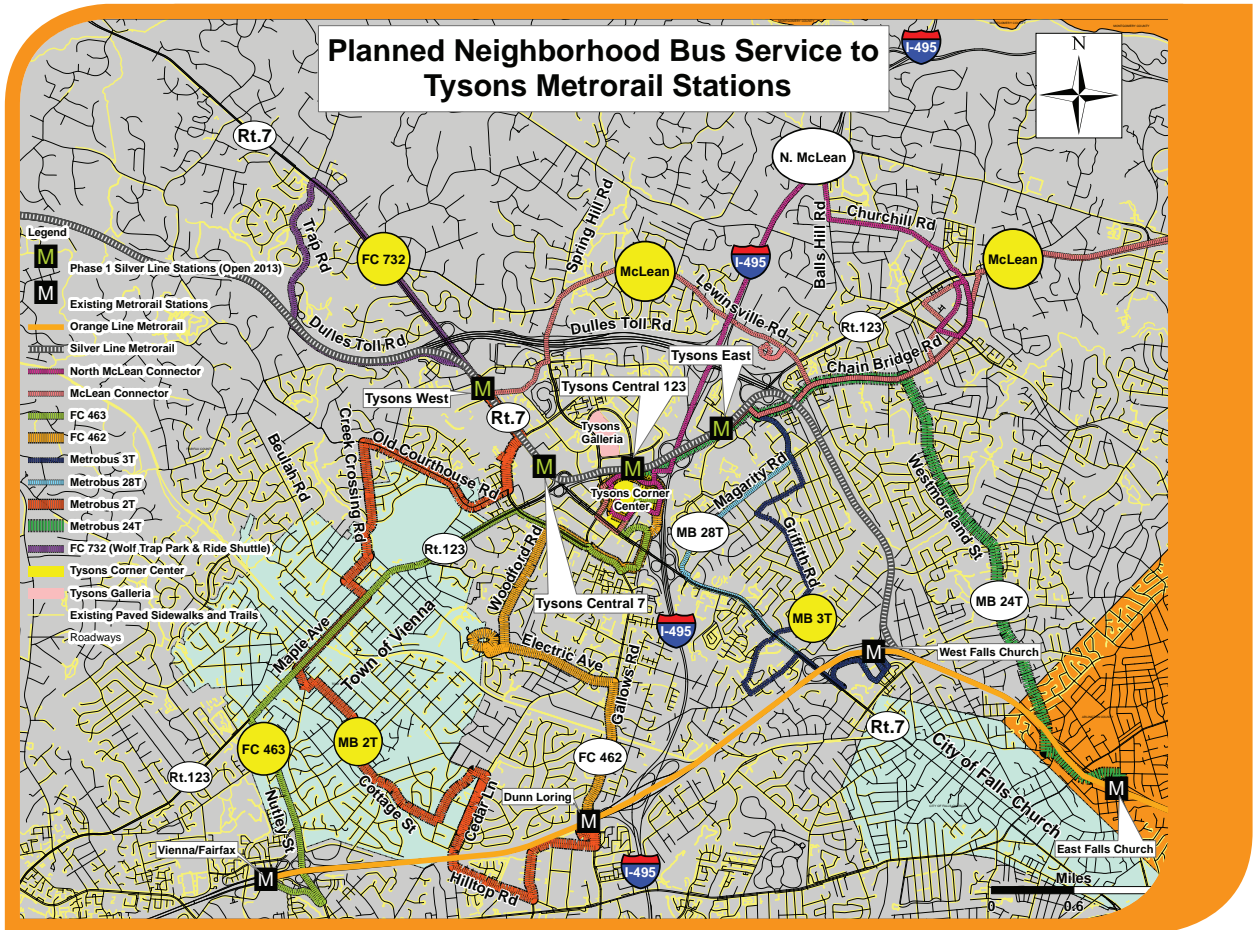 Planned Neighborhood Bus Service to
Tysons Metrorail Stations
N
I-495
Rt.7
N. McLean
Spring Hill Rd
Balls Hill Rd
Churchill Rd
Trap Rd
FC 732
McLean
I-495
McLean
Lewinsville Rd
Rt.123
Dulles Toll Rd
Dulles Toll Rd
Chain Bridge Rd
Tysons East
Tysons West
Tysons Central 123
Rt.7
Tysons
Galleria
Legend
M
Phase 1 Silver Line Stations (Open 2013)
M
Existing Metrorail Stations
Orange Line Metrorail
Silver Line Metrorail
North McLean Connector
McLean Connector
FC 463
FC 462
Metrobus 3T
Metrobus 28T
Metrobus 2T
Metrobus 24T
FC 732 (Wolf Trap Park & Ride Shuttle)
Tysons Corner Center
Tysons Galleria
Existing Paved Sidewalks and Trails
Roadways
M
M
M
M
Beulah Rd
Creek Crossing Rd
Old Courthouse Rd
Tysons Corner
Center
Magarity Rd
MB 28T
Griffith Rd
Westmoreland St
Rt.123
Woodford Rd
Tysons Central 7
I-495
MB 3T
MB 24T
Maple Ave
Town of Vienna
Electric Ave
Gallows Rd
M
West Falls Church
Rt.7
FC 463
MB 2T
FC 462
City of Falls Church
Rt.123
Nutley St
Cottage St
Cedar Ln
Dunn Loring
M
M
East Falls Church
Vienna/Fairfax
M
Hilltop Rd
I-495
Miles
0
0.6